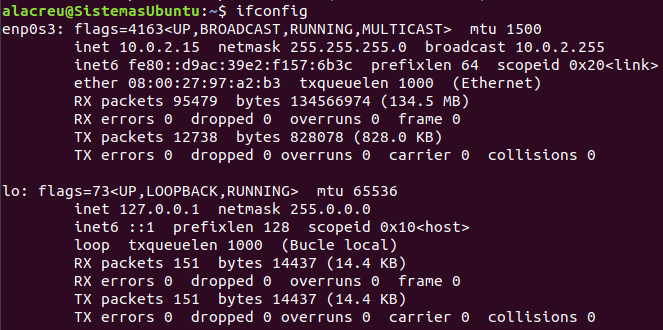 alacreu@SistemasUbuntu:~$ ifconfig
enp0s3: flags=4163<UP,BROADCAST,RUNNING,MULTICAST>  mtu 1500
        inet 10.0.2.15  netmask 255.255.255.0  broadcast 10.0.2.255
        inet6 fe80::d9ac:39e2:f157:6b3c  prefixlen 64  scopeid 0x20<link>
        ether 08:00:27:97:a2:b3  txqueuelen 1000  (Ethernet)
        RX packets 95479  bytes 134566974 (134.5 MB)
        RX errors 0  dropped 0  overruns 0  frame 0
        TX packets 12738  bytes 828078 (828.0 KB)
        TX errors 0  dropped 0 overruns 0  carrier 0  collisions 0

lo: flags=73<UP,LOOPBACK,RUNNING>  mtu 65536
        inet 127.0.0.1  netmask 255.0.0.0
        inet6 ::1  prefixlen 128  scopeid 0x10<host>
        loop  txqueuelen 1000  (Bucle local)
        RX packets 151  bytes 14437 (14.4 KB)
        RX errors 0  dropped 0  overruns 0  frame 0
        TX packets 151  bytes 14437 (14.4 KB)
        TX errors 0  dropped 0 overruns 0  carrier 0  collisions 0